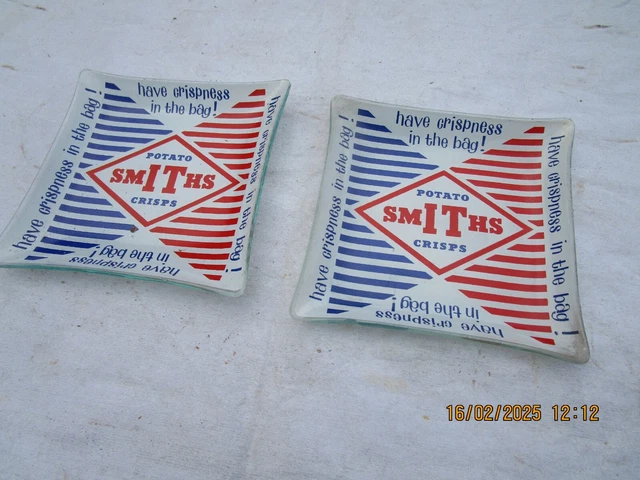 have crispness
in the bag!
have crispness in the bag!
have crispness in the bag!
have crispness
in the bag!
POTATO
SMITHS
CRISPS
have crispness
in the bag!
have crispness in the bag!
have crispness in the bag!
have crispness
in the bag!
POTATO
SMITHS
CRISPS
16/02/2025 12:12